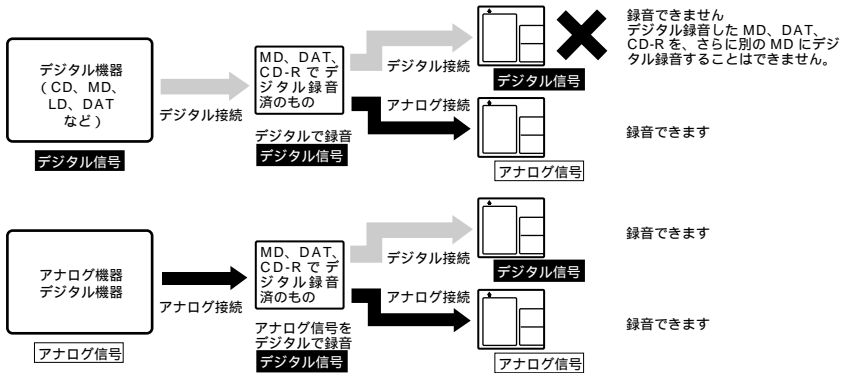 デジタル機器
( CD、MD、
LD、DAT
など )
デジタル信号
デジタル接続
MD、DAT、
CD-R で デ
ジタル 録音
済のもの
デジタルで録音
デジタル信号
デジタル接続
デジタル信号
録音できません
デジタル録音した MD、DAT、
CD-R を、さらに別の MD にデジ
タル録音することはできません。
アナログ接続
アナログ信号
録音できます
アナログ機器
デジタル機器
アナログ信号
アナログ接続
MD、DAT、
CD-R で デ
ジタル 録音
済のもの
アナログ信号を
デジタルで録音
デジタル信号
デジタル接続
デジタル信号
録音できます
アナログ接続
アナログ信号
録音できます